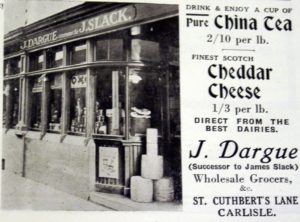 J. DARGUE J. SLACK.
DRINK & ENJOY A CUP OF
Pure China Tea
2/10 per lb.
FINEST SCOTCH
Cheddar
Cheese
1/3 per lb.
DIRECT FROM THE
BEST DAIRIES.
J. Dargue
(Successor to James Slack)
Wholesale Grocers,
&c.
ST. CUTHBERT'S LANE
CARLISLE.